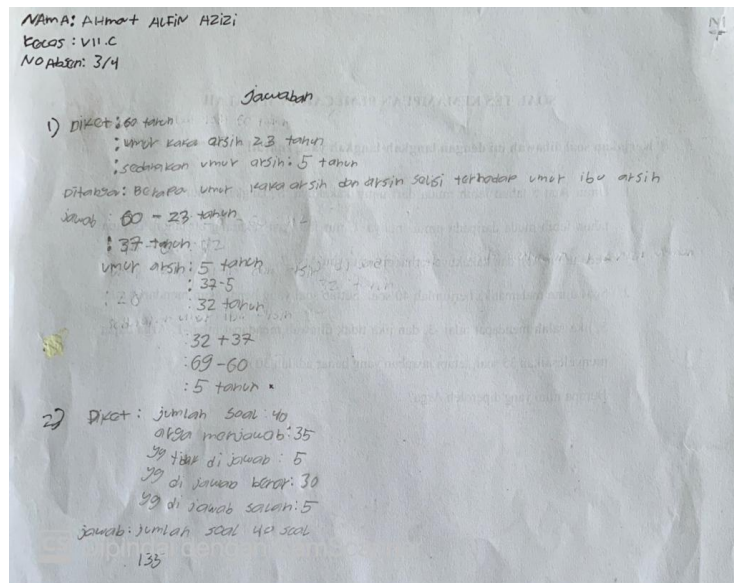 NAMA: AHmat ALFiN AZiZi
Kecas : VII.C
NO Absen: 3/4
Jawaban
1) Diket : 60 tahun
: umur kaka arsih 23 tahun
: sedangkan umur arsih: 5 tahun
Ditanya: Berapa umur kaka arsih dan arsih selisi terhadap umur ibu arsih
Jawab : 60 - 23 tahun
: 37 tahun
umur arsih: 5 tahun
: 37-5
: 32 tahun
: 32 +37
: 69-60
: 5 tahun
2) Diket : jumlah Soal: 40
arga menjawab: 35
yg tidak di jawab : 5
yg di jawab benar: 30
yg di jawab salah: 5
jawab: jumlah soal 40 soal
: 135